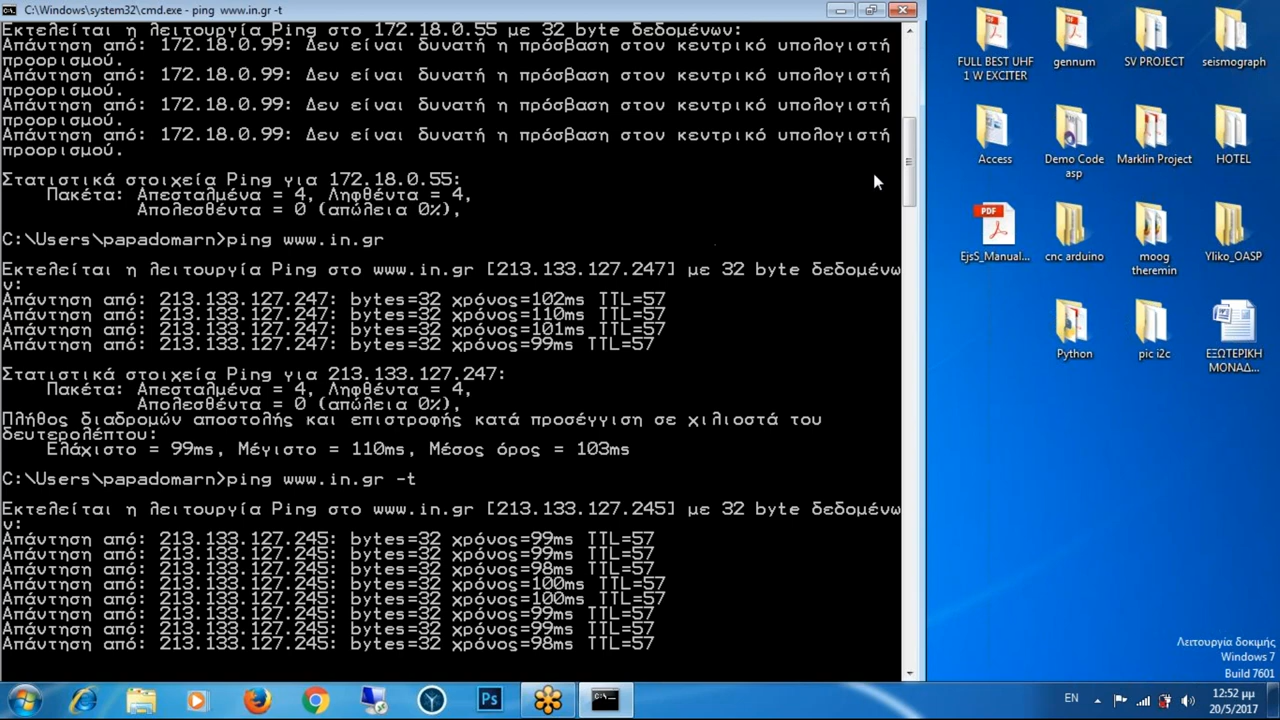 C:\Windows\system32\cmd.exe - ping www.in.gr -t
Εκτελείται η λειτουργία Ping στο 172.18.0.55 με 32 byte δεδομένων:
Απάντηση από: 172.18.0.99: Δεν είναι δυνατή η πρόσβαση στον κεντρικό υπολογιστή
προορισμού.
Απάντηση από: 172.18.0.99: Δεν είναι δυνατή η πρόσβαση στον κεντρικό υπολογιστή
προορισμού.
Απάντηση από: 172.18.0.99: Δεν είναι δυνατή η πρόσβαση στον κεντρικό υπολογιστή
προορισμού.
Απάντηση από: 172.18.0.99: Δεν είναι δυνατή η πρόσβαση στον κεντρικό υπολογιστή
προορισμού.
Στατιστικά στοιχεία Ping για 172.18.0.55:
Πακέτα: Απεσταλμένα = 4, Ληφθέντα = 4,
Απολεσθέντα = 0 (απώλεια 0%),
C:\Users\papadomarn>ping www.in.gr
Εκτελείται η λειτουργία Ping στο www.in.gr [213.133.127.247] με 32 byte δεδομένω
ν:
Απάντηση από: 213.133.127.247: bytes=32 χρόνος=102ms TTL=57
Απάντηση από: 213.133.127.247: bytes=32 χρόνος=110ms TTL=57
Απάντηση από: 213.133.127.247: bytes=32 χρόνος=101ms TTL=57
Απάντηση από: 213.133.127.247: bytes=32 χρόνος=99ms TTL=57
Στατιστικά στοιχεία Ping για 213.133.127.247:
Πακέτα: Απεσταλμένα = 4, Ληφθέντα = 4,
Απολεσθέντα = 0 (απώλεια 0%),
Πλήθος διαδρομών αποστολής και επιστροφής κατά προσέγγιση σε χιλιοστά του
δευτερολέπτου:
Ελάχιστο = 99ms, Μέγιστο = 110ms, Μέσος όρος = 103ms
C:\Users\papadomarn>ping www.in.gr -t
Εκτελείται η λειτουργία Ping στο www.in.gr [213.133.127.245] με 32 byte δεδομένω
ν:
Απάντηση από: 213.133.127.245: bytes=32 χρόνος=99ms TTL=57
Απάντηση από: 213.133.127.245: bytes=32 χρόνος=99ms TTL=57
Απάντηση από: 213.133.127.245: bytes=32 χρόνος=98ms TTL=57
Απάντηση από: 213.133.127.245: bytes=32 χρόνος=100ms TTL=57
Απάντηση από: 213.133.127.245: bytes=32 χρόνος=100ms TTL=57
Απάντηση από: 213.133.127.245: bytes=32 χρόνος=99ms TTL=57
Απάντηση από: 213.133.127.245: bytes=32 χρόνος=99ms TTL=57
Απάντηση από: 213.133.127.245: bytes=32 χρόνος=98ms TTL=57
FULL BEST UHF
1 W EXCITER
gennum
SV PROJECT
seismograph
Access
Demo Code
asp
Marklin Project
HOTEL
PDF
EjsS_Manual...
cnc arduino
moog
theremin
Yliko_OASP
Python
pic i2c
ΕΞΩΤΕΡΙΚΗ
ΜΟΝΑΔ...
Λειτουργία δοκιμής
Windows 7
Build 7601
Ps
C:\_
EN
12:52 μμ
20/5/2017